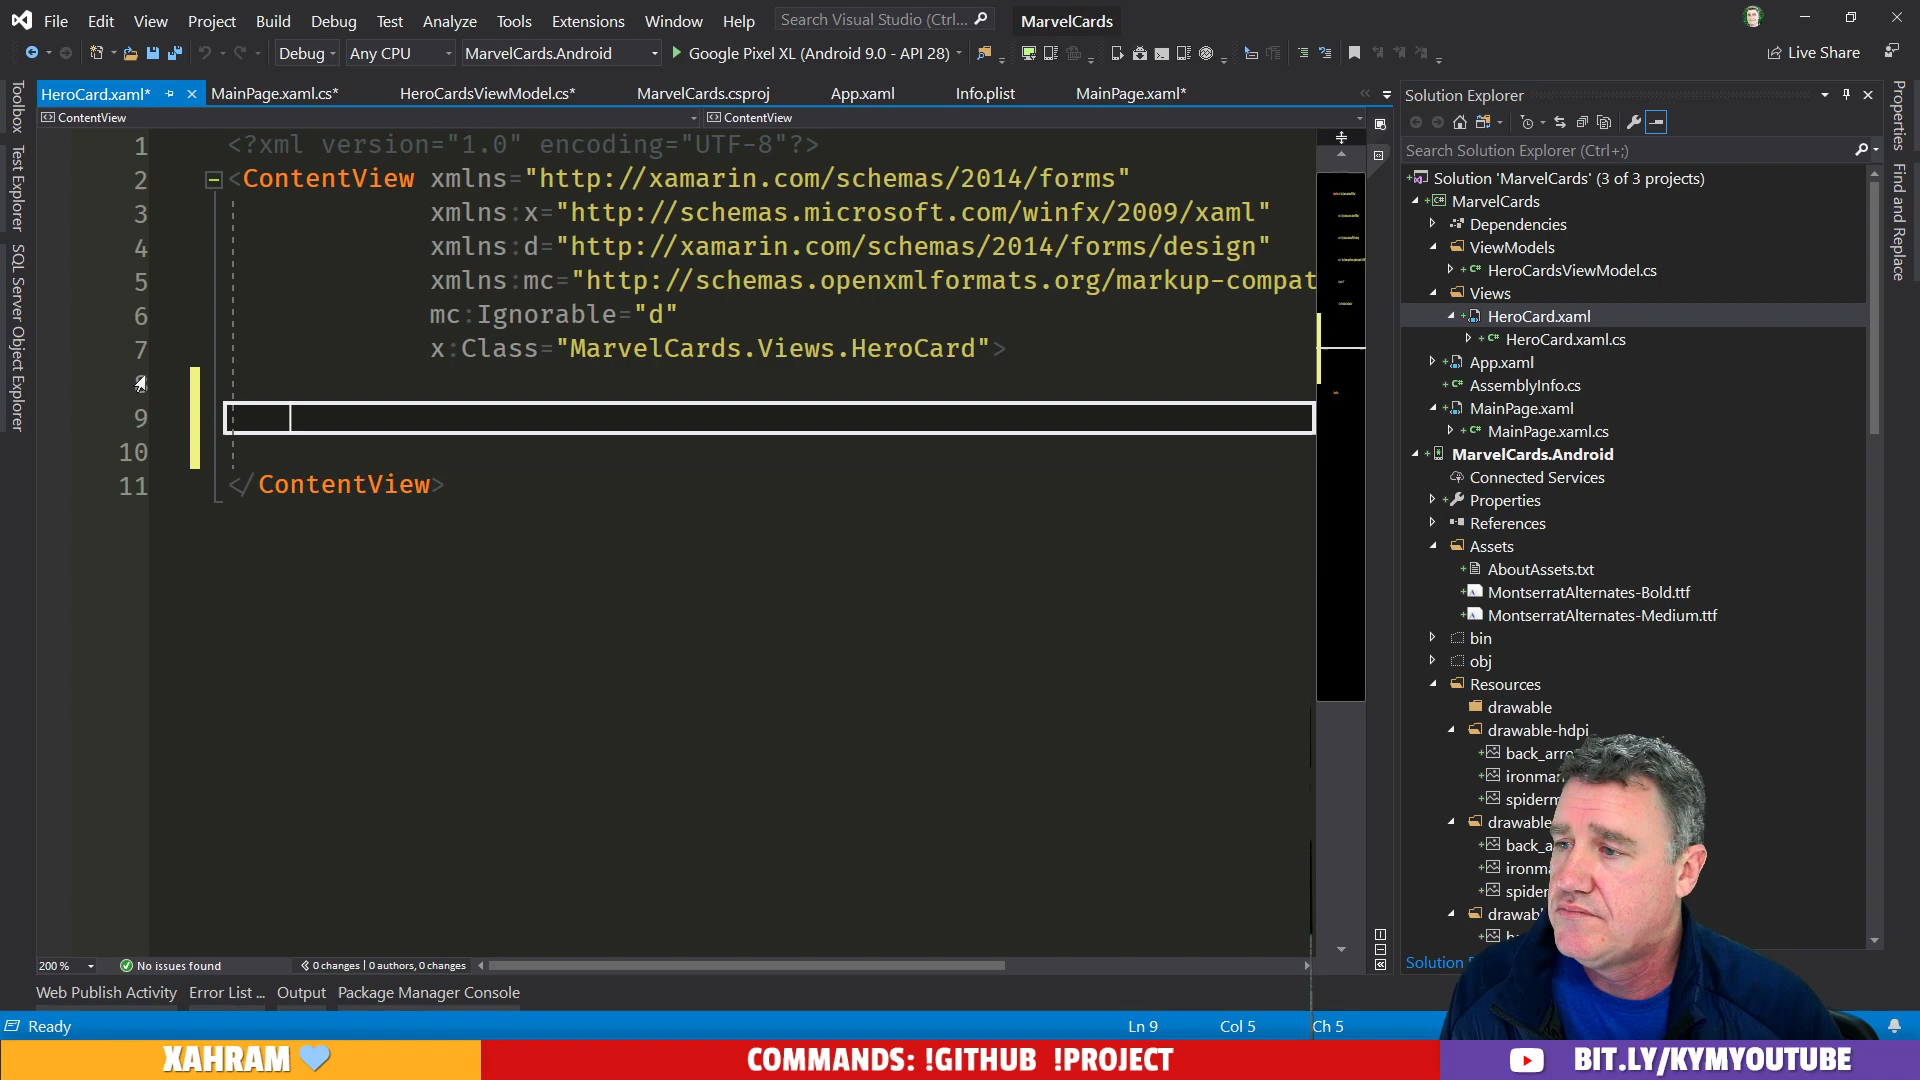 File Edit View Project Build Debug Test Analyze Tools Extensions Window Help Search Visual Studio (Ctrl... MarvelCards
Debug Any CPU MarvelCards.Android Google Pixel XL (Android 9.0 - API 28) Live Share
HeroCard.xaml* MainPage.xaml.cs* HeroCardsViewModel.cs* MarvelCards.csproj App.xaml Info.plist MainPage.xaml*
ContentView ContentView
Toolbox
Test Explorer
SQL Server Object Explorer
1 <?xml version="1.0" encoding="UTF-8"?>
2 <ContentView xmlns="http://xamarin.com/schemas/2014/forms"
3 xmlns:x="http://schemas.microsoft.com/winfx/2009/xaml"
4 xmlns:d="http://xamarin.com/schemas/2014/forms/design"
5 xmlns:mc="http://schemas.openxmlformats.org/markup-compat
6 mc:Ignorable="d"
7 x:Class="MarvelCards.Views.HeroCard">
9
10
11 </ContentView>
Solution Explorer
Search Solution Explorer (Ctrl+;)
Solution 'MarvelCards' (3 of 3 projects)
MarvelCards
Dependencies
ViewModels
HeroCardsViewModel.cs
Views
HeroCard.xaml
HeroCard.xaml.cs
App.xaml
AssemblyInfo.cs
MainPage.xaml
MainPage.xaml.cs
MarvelCards.Android
Connected Services
Properties
References
Assets
AboutAssets.txt
MontserratAlternates-Bold.ttf
MontserratAlternates-Medium.ttf
bin
obj
Resources
drawable
drawable-hdpi
back_arro
ironman
spiderm
drawable
back_a
ironma
spider
drawabl
Solution
Properties
Find and Replace
200 % No issues found 0 changes | 0 authors, 0 changes
Web Publish Activity Error List ... Output Package Manager Console
Ready Ln 9 Col 5 Ch 5
XAHRAM COMMANDS: !GITHUB !PROJECT BIT.LY/KYMYOUTUBE